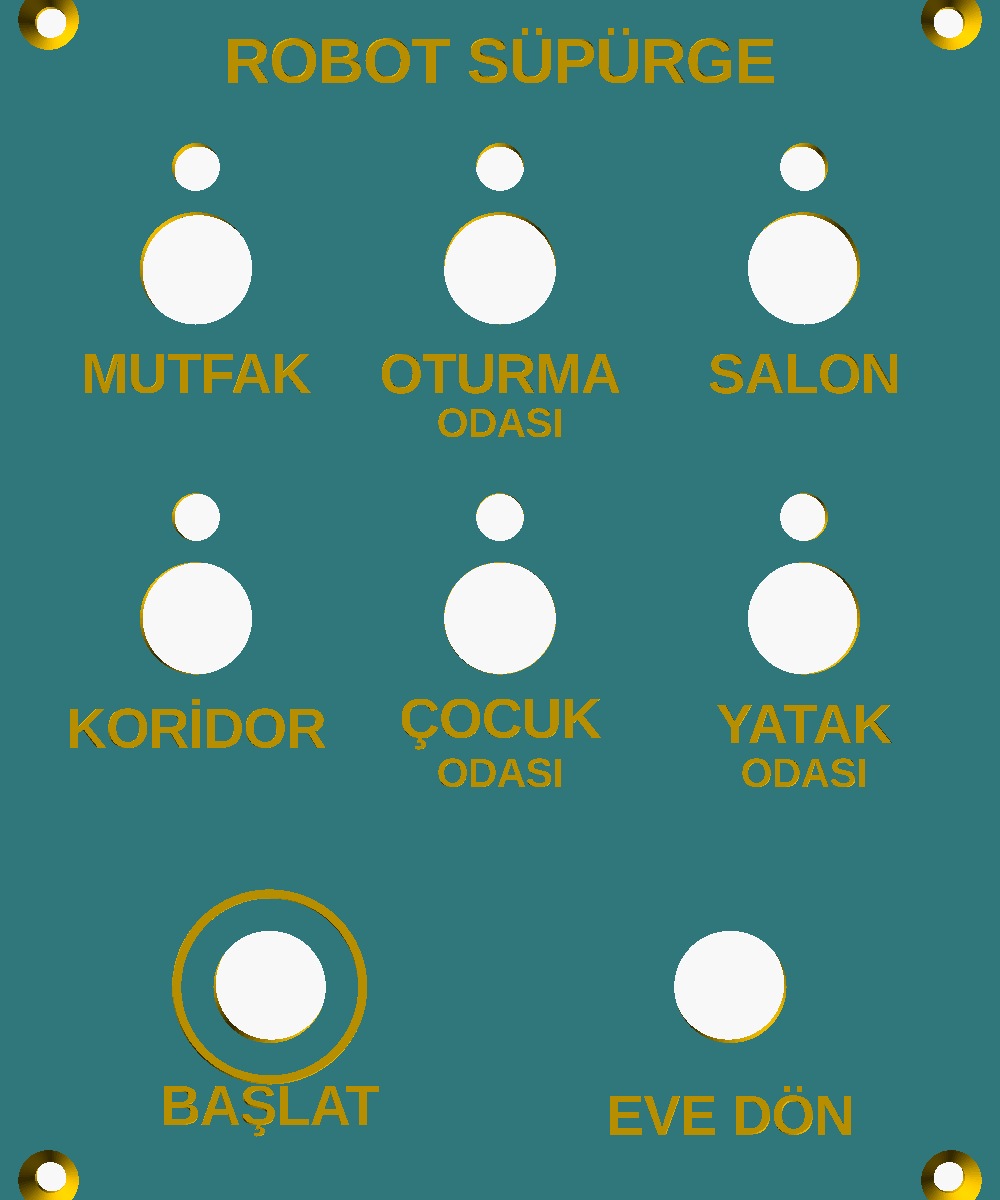 ROBOT SÜPÜRGE
MUTFAK
OTURMA
ODASI
SALON
KORİDOR
ÇOCUK
ODASI
YATAK
ODASI
BAŞLAT
EVE DÖN